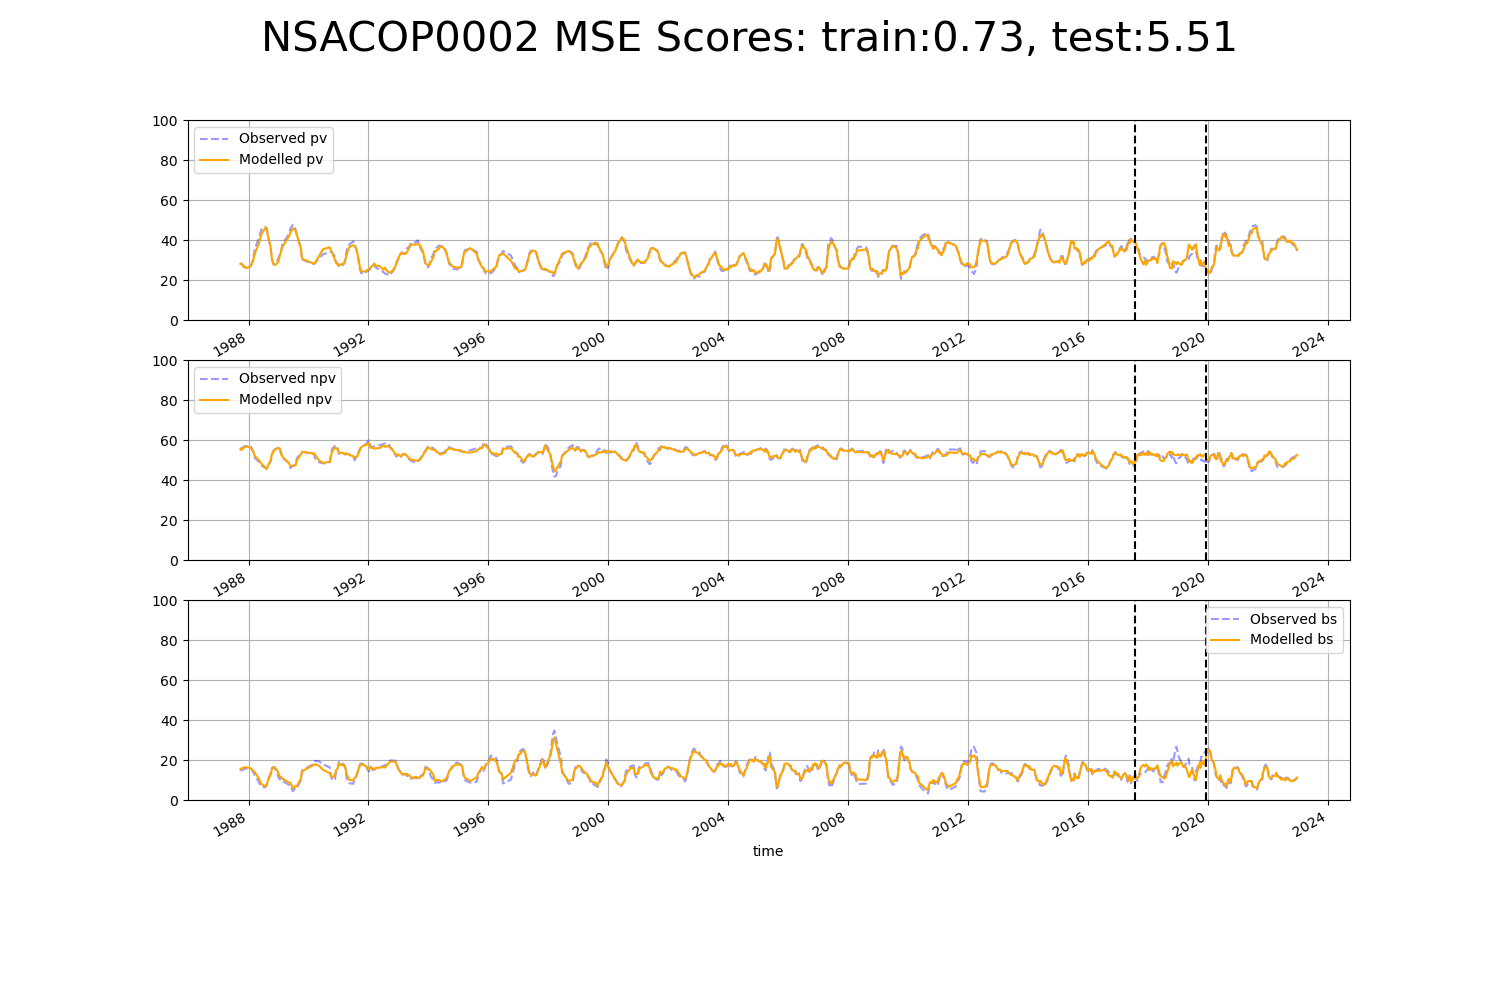 NSACOP0002 MSE Scores: train:0.73, test:5.51
100
80
60
40
20
0
Observed pv
Modelled pv
1988 1992 1996 2000 2004 2008 2012 2016 2020 2024
100
80
60
40
20
0
Observed npv
Modelled npv
1988 1992 1996 2000 2004 2008 2012 2016 2020 2024
100
80
60
40
20
0
Observed bs
Modelled bs
1988 1992 1996 2000 2004 2008 2012 2016 2020 2024
time